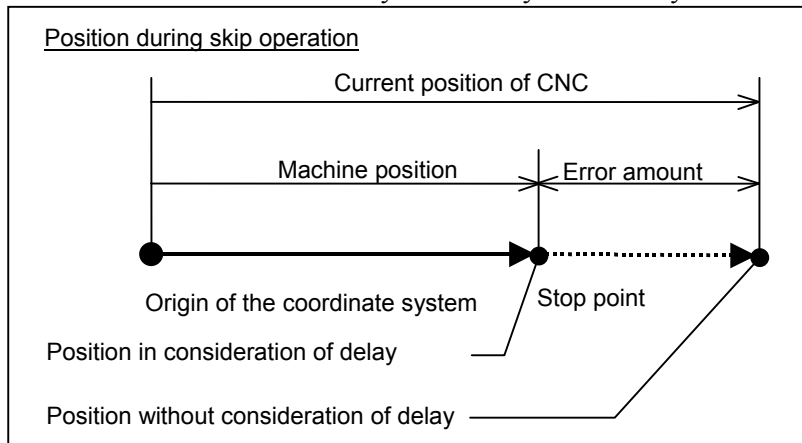 Position during skip operation
Current position of CNC
Machine position
Error amount
Origin of the coordinate system
Stop point
Position in consideration of delay
Position without consideration of delay